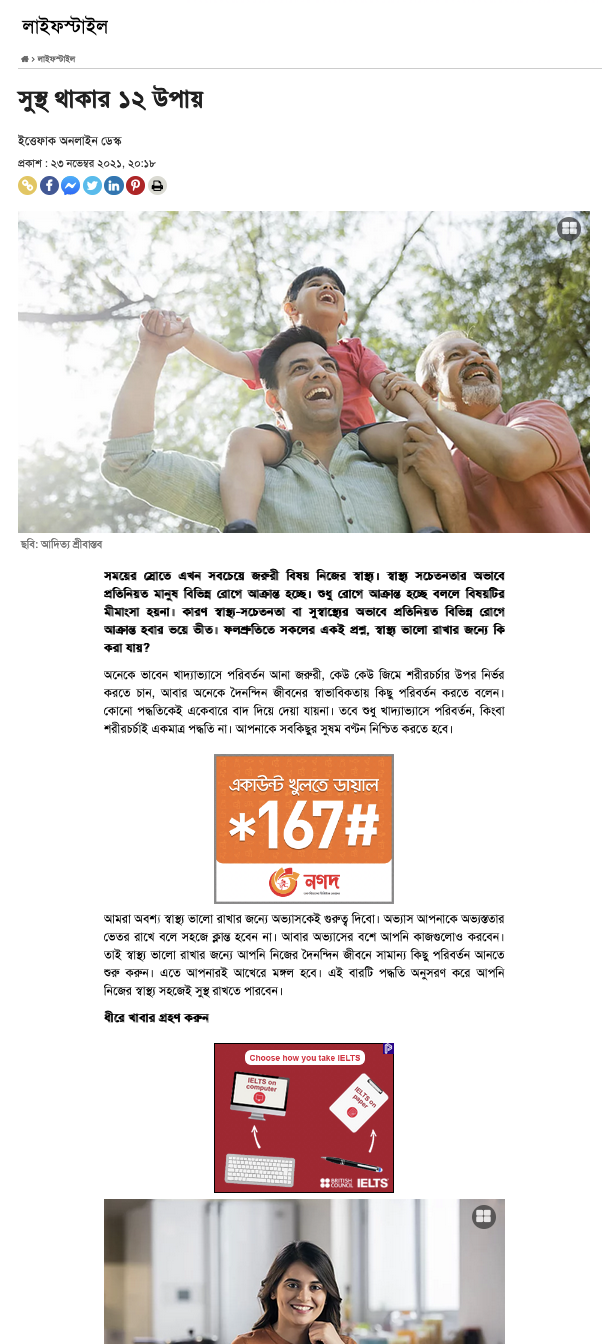 লাইফস্টাইল
লাইফস্টাইল
সুস্থ থাকার ১২ উপায়
ইত্তেফাক অনলাইন ডেস্ক
প্রকাশ : ২৩ নভেম্বর ২০২১, ২০:১৮
ছবি: আদিত্য শ্রীবাস্তব
সময়ের স্রোতে এখন সবচেয়ে জরুরী বিষয় নিজের স্বাস্থ্য। স্বাস্থ্য সচেতনতার অভাবে
প্রতিনিয়ত মানুষ বিভিন্ন রোগে আক্রান্ত হচ্ছে। শুধু রোগে আক্রান্ত হচ্ছে বললে বিষয়টির
মীমাংসা হয়না। কারণ স্বাস্থ্য-সচেতনতা বা সুস্বাস্থ্যের অভাবে প্রতিনিয়ত বিভিন্ন রোগে
আক্রান্ত হবার ভয়ে ভীত। ফলশ্রুতিতে সকলের একই প্রশ্ন, স্বাস্থ্য ভালো রাখার জন্যে কি
করা যায়?
অনেকে ভাবেন খাদ্যাভ্যাসে পরিবর্তন আনা জরুরী, কেউ কেউ জিমে শরীরচর্চার উপর নির্ভর
করতে চান, আবার অনেকে দৈনন্দিন জীবনের স্বাভাবিকতায় কিছু পরিবর্তন করতে বলেন।
কোনো পদ্ধতিকেই একেবারে বাদ দিয়ে দেয়া যায়না। তবে শুধু খাদ্যাভ্যাসে পরিবর্তন, কিংবা
শরীরচর্চাই একমাত্র পদ্ধতি না। আপনাকে সবকিছুর সুষম বণ্টন নিশ্চিত করতে হবে।
একাউন্ট খুলতে ডায়াল
*167#
নগদ
আমরা অবশ্য স্বাস্থ্য ভালো রাখার জন্যে অভ্যাসকেই গুরুত্ব দিবো। অভ্যাস আপনাকে অভ্যস্ততার
ভেতর রাখে বলে সহজে ক্লান্ত হবেন না। আবার অভ্যাসের বশে আপনি কাজগুলোও করবেন।
তাই স্বাস্থ্য ভালো রাখার জন্যে আপনি নিজের দৈনন্দিন জীবনে সামান্য কিছু পরিবর্তন আনতে
শুরু করুন। এতে আপনারই আখেরে মঙ্গল হবে। এই বারটি পদ্ধতি অনুসরণ করে আপনি
নিজের স্বাস্থ্য সহজেই সুস্থ রাখতে পারবেন।
ধীরে খাবার গ্রহণ করুন
Choose how you take IELTS
IELTS on
computer
IELTS on
paper
BRITISH
COUNCIL
IELTS